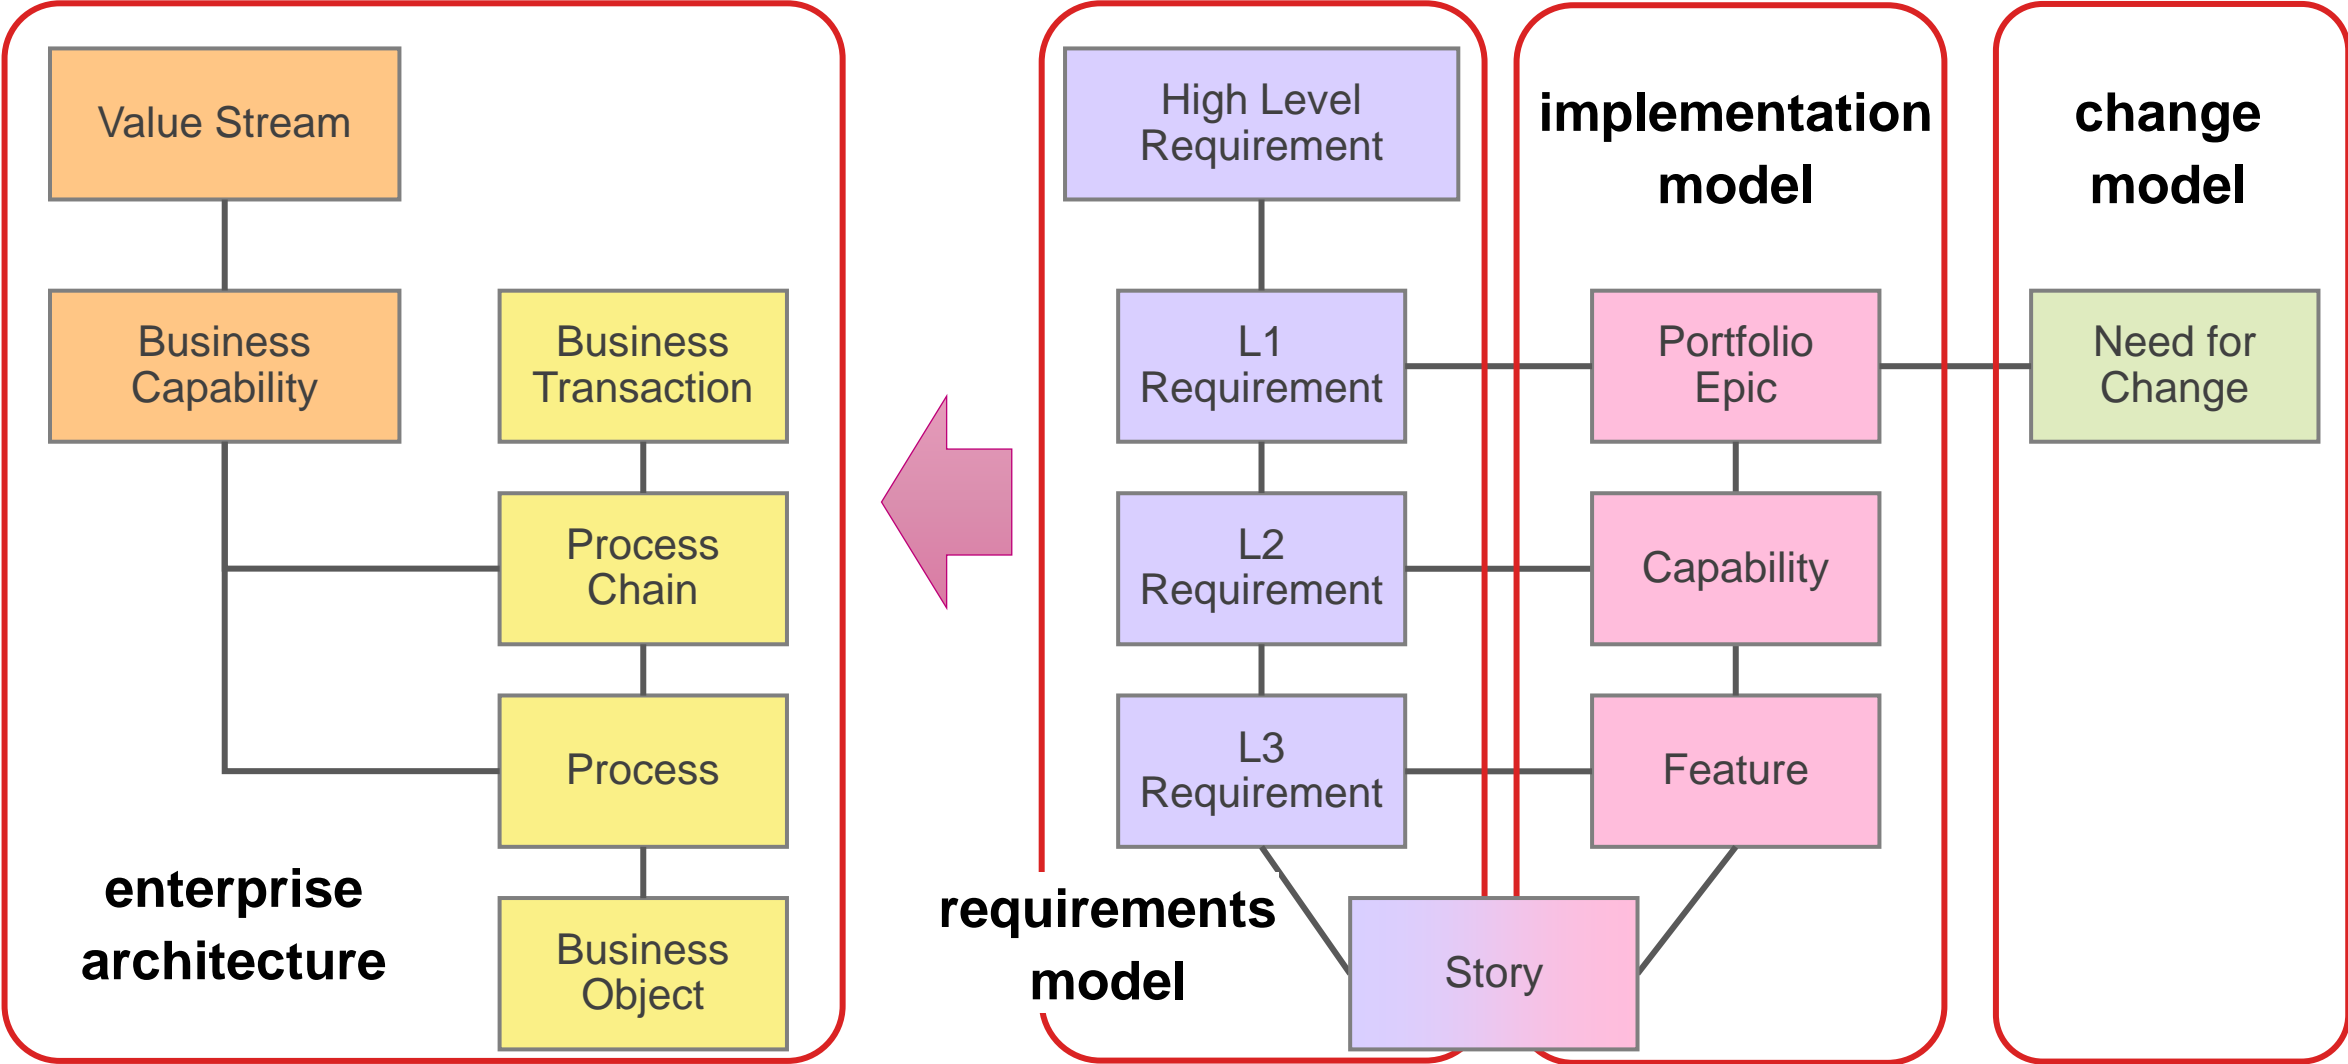 Value Stream
Business
Capability
Business
Transaction
Process
Chain
Process
Business
Object
enterprise
architecture
High Level
Requirement
L1
Requirement
L2
Requirement
L3
Requirement
requirements
model
Story
implementation
model
Portfolio
Epic
Capability
Feature
change
model
Need for
Change